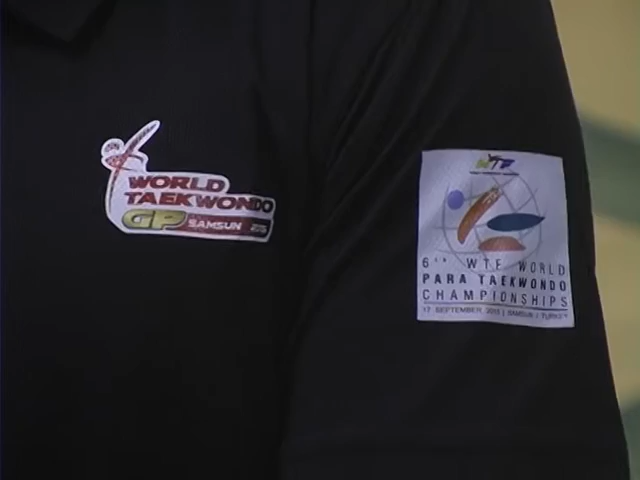 WORLD
TAEKWONDO
GP SAMSUN
WTF
6TH WTF WORLD
PARA TAEKWONDO
CHAMPIONSHIPS
17 SEPTEMBER, 2015 | SAMSUN / TURKEY